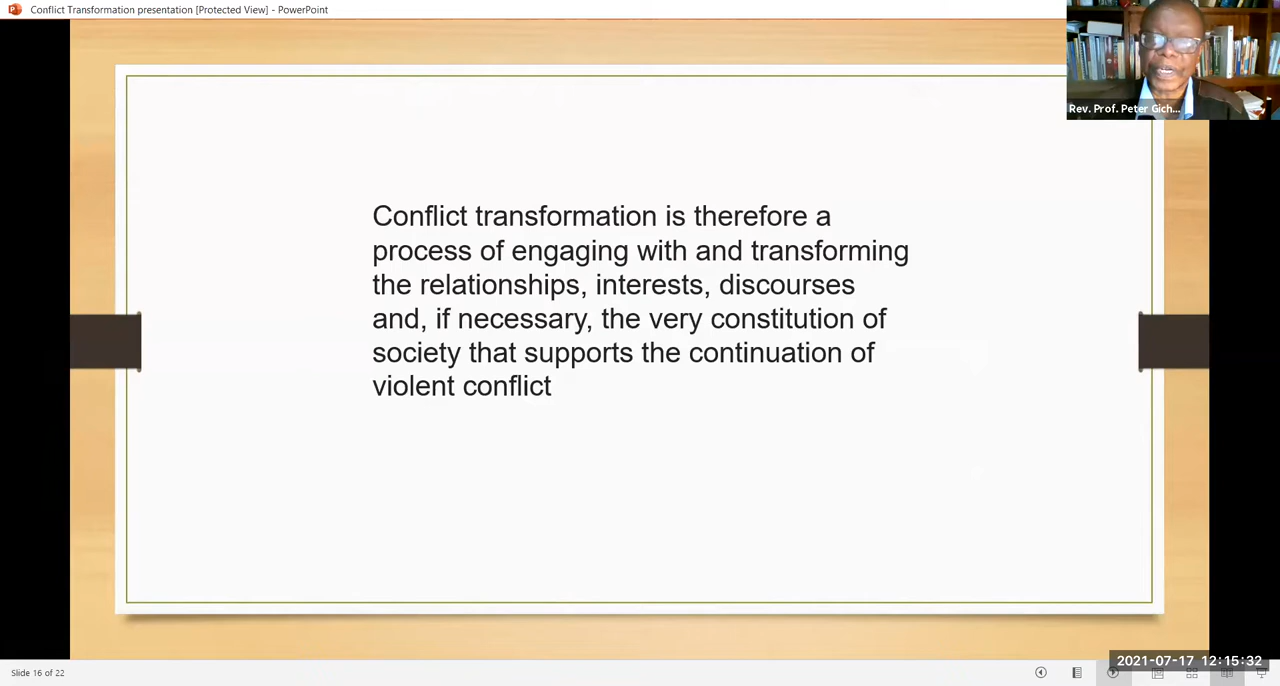 Conflict Transformation presentation [Protected View] - PowerPoint
Rev. Prof. Peter Gich...
Conflict transformation is therefore a
process of engaging with and transforming
the relationships, interests, discourses
and, if necessary, the very constitution of
society that supports the continuation of
violent conflict
2021-07-17 12:15:32
Slide 16 of 22